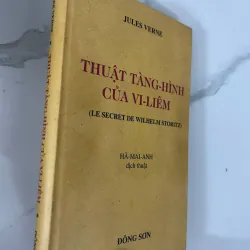 JULES VERNE
THUẬT TÀNG-HÌNH
CỦA VI-LIÊM
(LE SECRET DE WILHELM STORITZ)
HÀ-MAI-ANH
dịch thuật
ĐÔNG SƠN